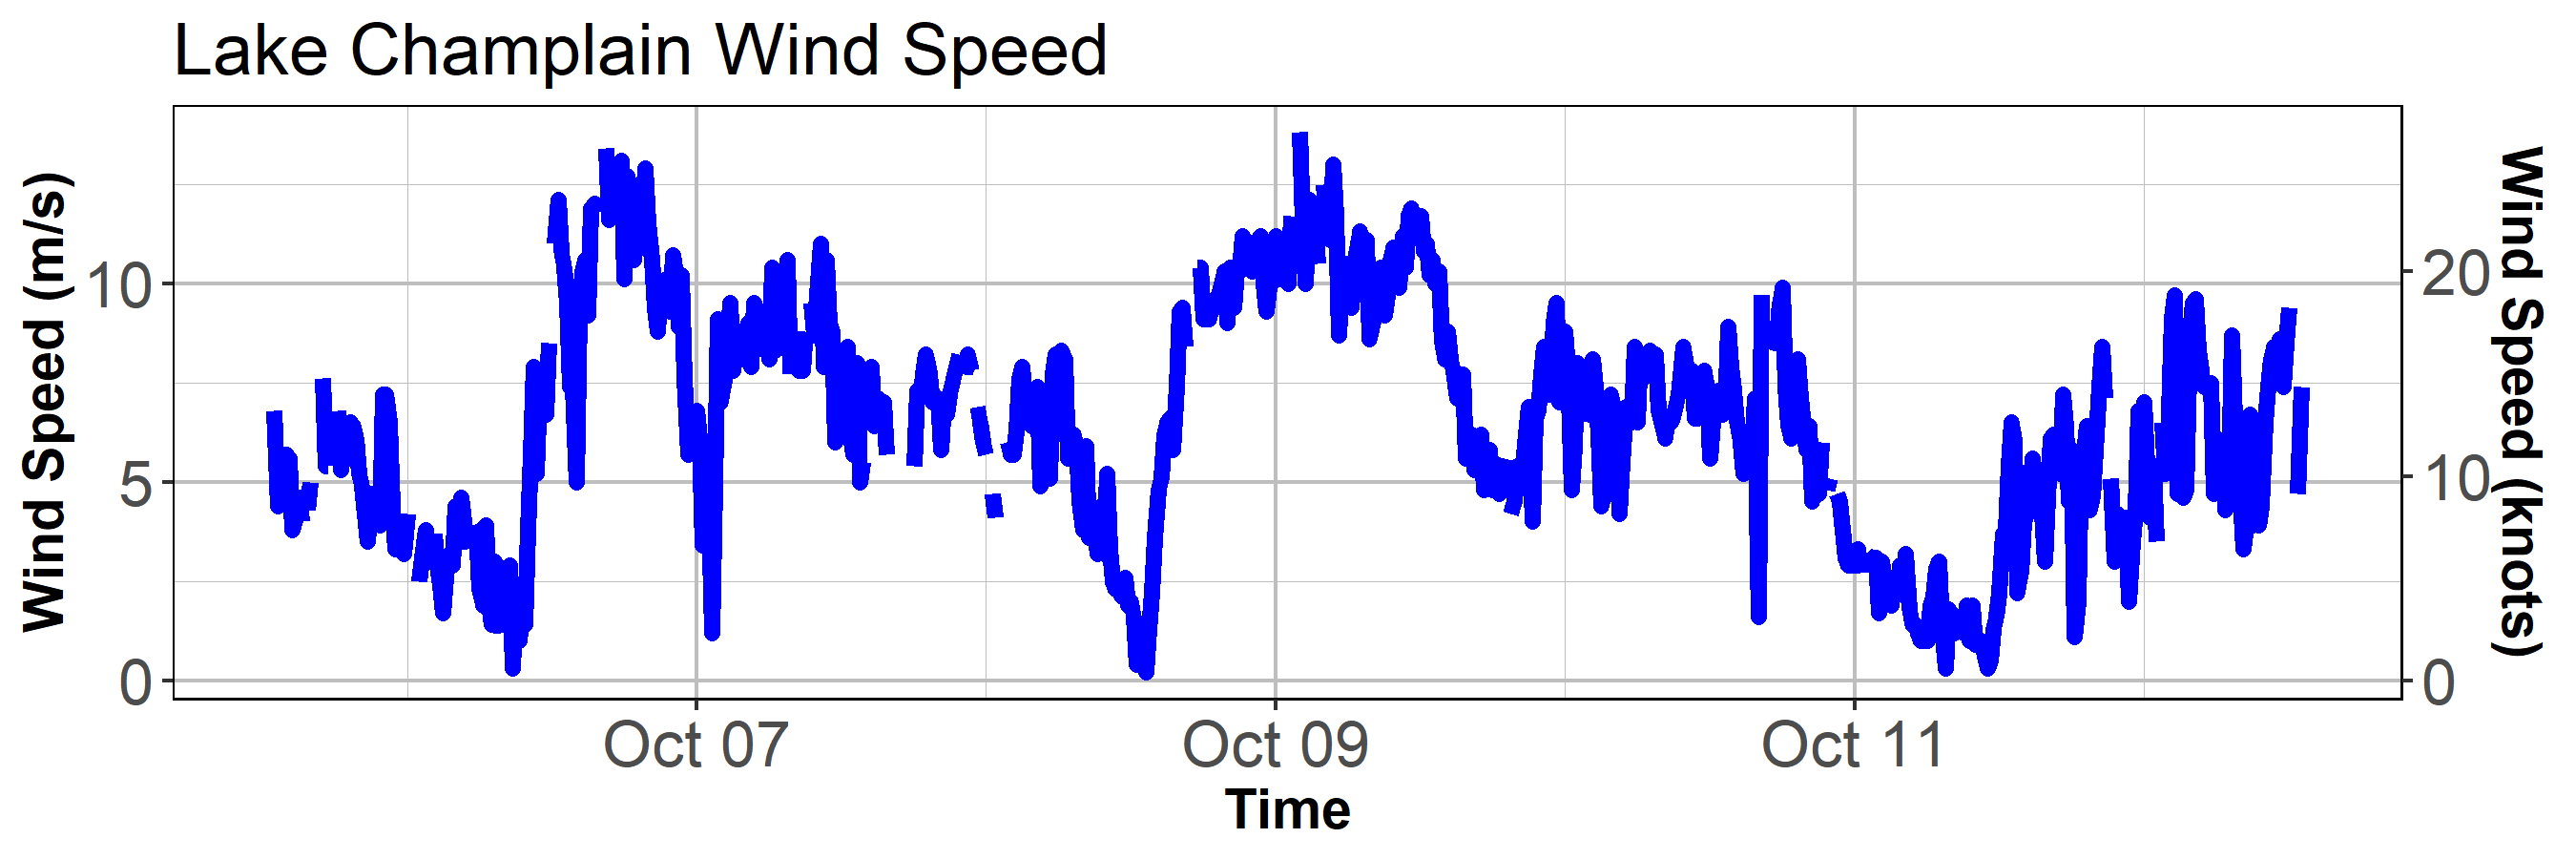 Lake Champlain Wind Speed
Wind Speed (m/s)
10
5
0
20
10
0
Wind Speed (knots)
Oct 07
Oct 09
Oct 11
Time